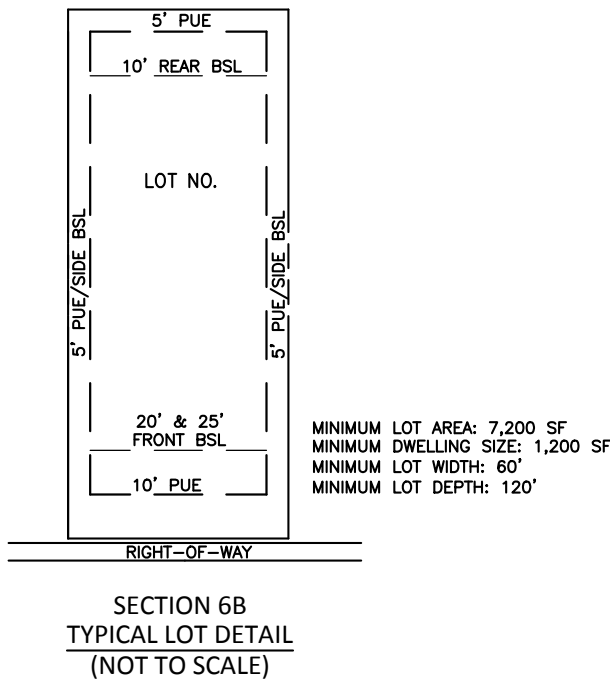 5' PUE
10' REAR BSL
LOT NO.
5' PUE/SIDE BSL
5' PUE/SIDE BSL
20' & 25'
FRONT BSL
10' PUE
MINIMUM LOT AREA: 7,200 SF
MINIMUM DWELLING SIZE: 1,200 SF
MINIMUM LOT WIDTH: 60'
MINIMUM LOT DEPTH: 120'
RIGHT-OF-WAY
SECTION 6B
TYPICAL LOT DETAIL
(NOT TO SCALE)